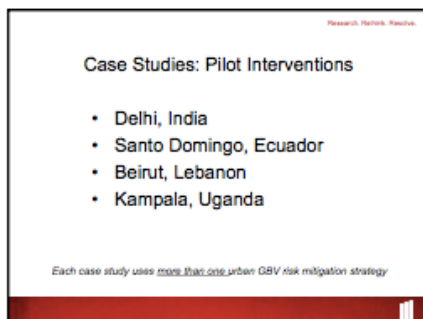 Research. Rethink. Resolve.
Case Studies: Pilot Interventions
• Delhi, India
• Santo Domingo, Ecuador
• Beirut, Lebanon
• Kampala, Uganda
Each case study uses more than one urban GBV risk mitigation strategy